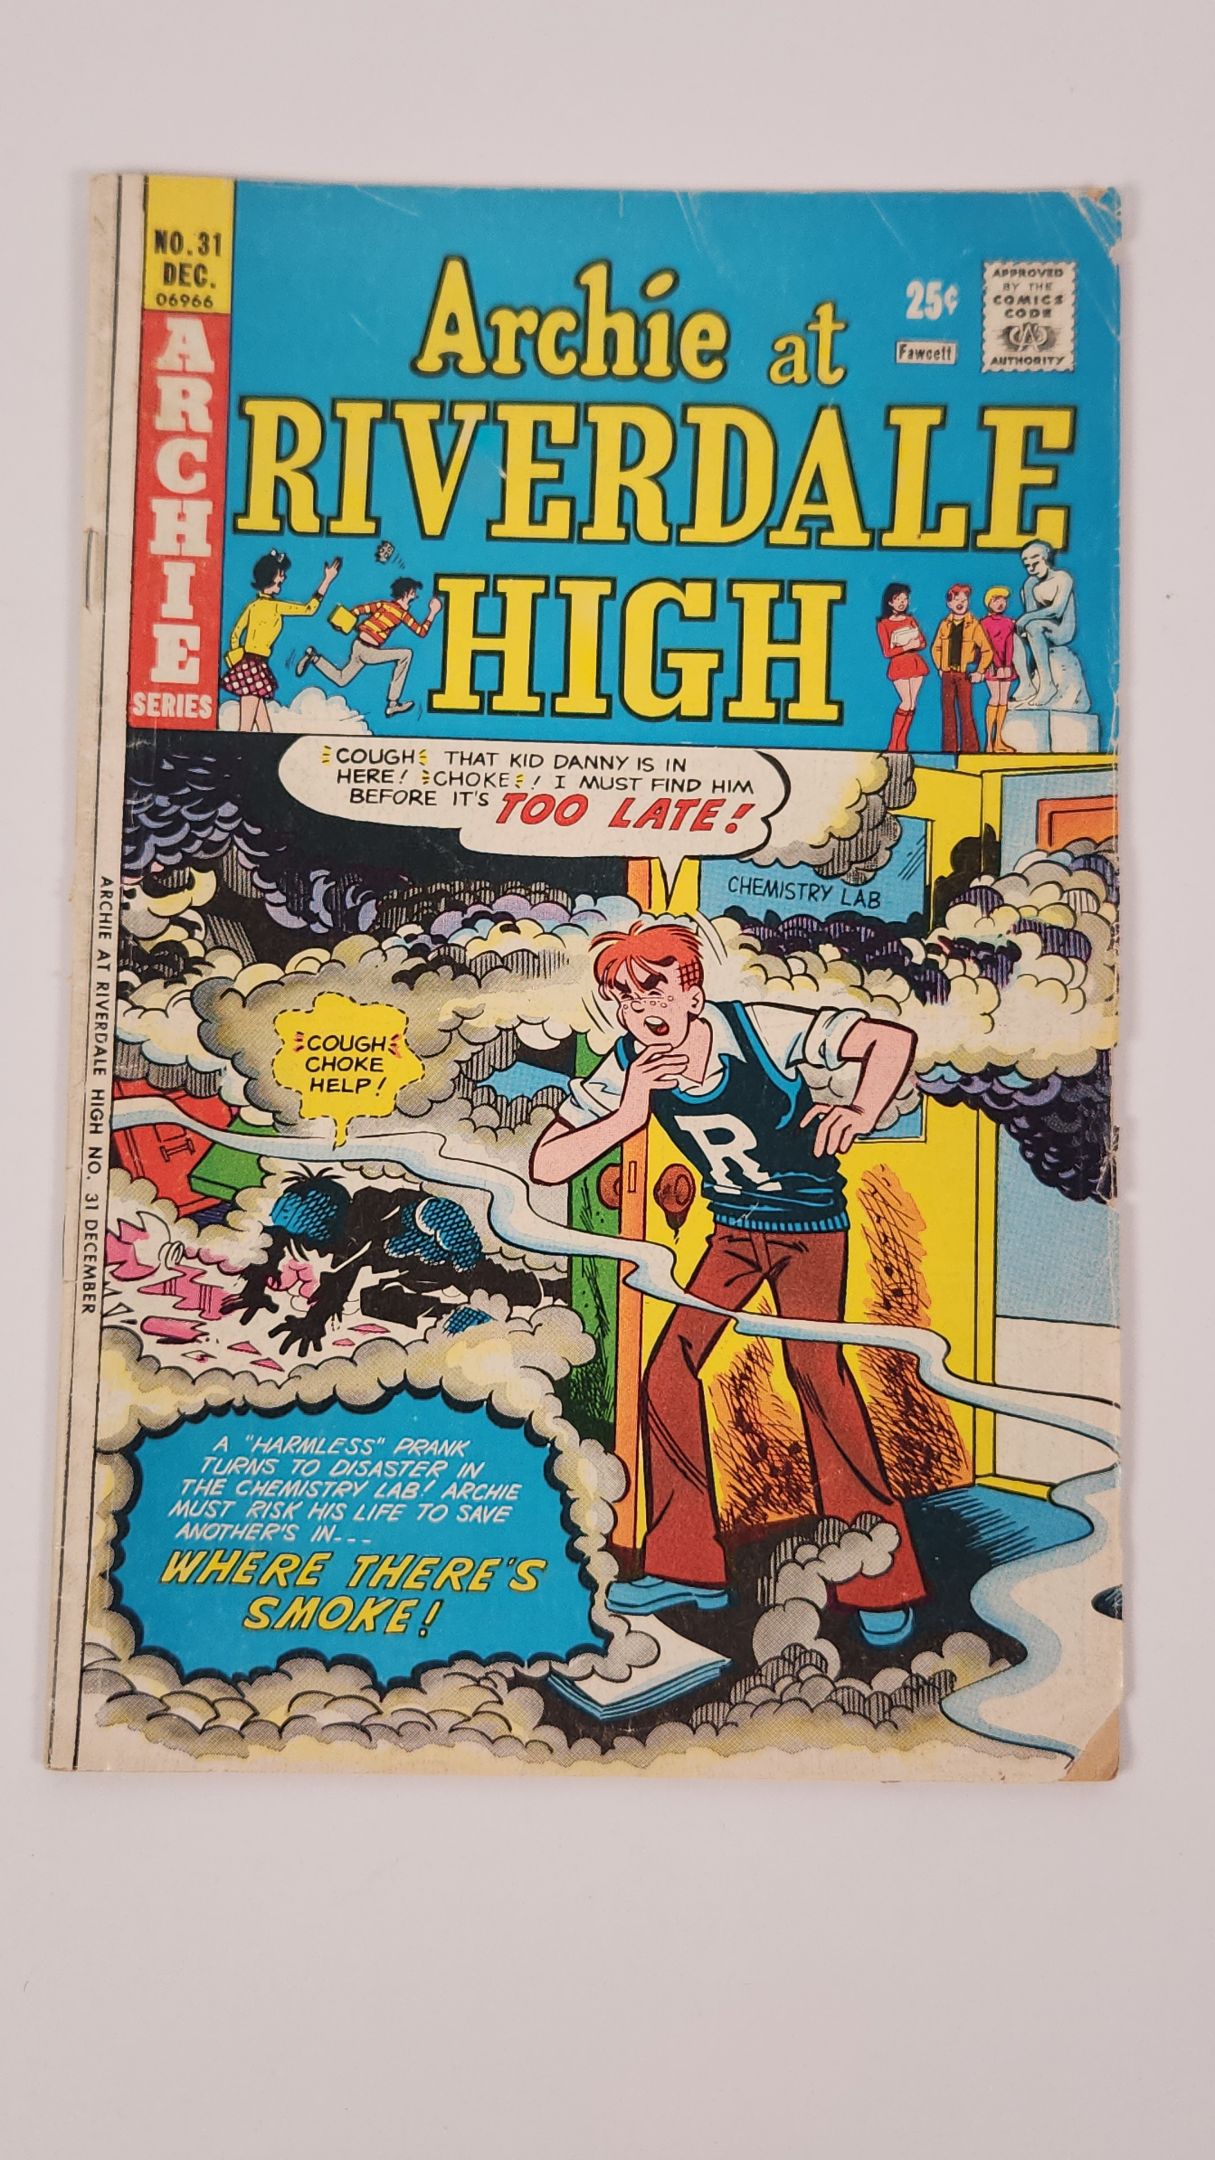 NO. 31
DEC.
06966
ARCHIE
SERIES
Archie at
RIVERDALE
HIGH
25¢
Fawcett
APPROVED
BY THE
COMICS
CODE
CA
AUTHORITY
COUGH THAT KID DANNY IS IN
HERE! CHOKE! I MUST FIND HIM
BEFORE IT'S TOO LATE!
CHEMISTRY LAB
COUGH
CHOKE
HELP!
R
A "HARMLESS" PRANK
TURNS TO DISASTER IN
THE CHEMISTRY LAB! ARCHIE
MUST RISK HIS LIFE TO SAVE
ANOTHER'S IN---
WHERE THERE'S
SMOKE!
ARCHIE AT RIVERDALE HIGH NO. 31 DECEMBER